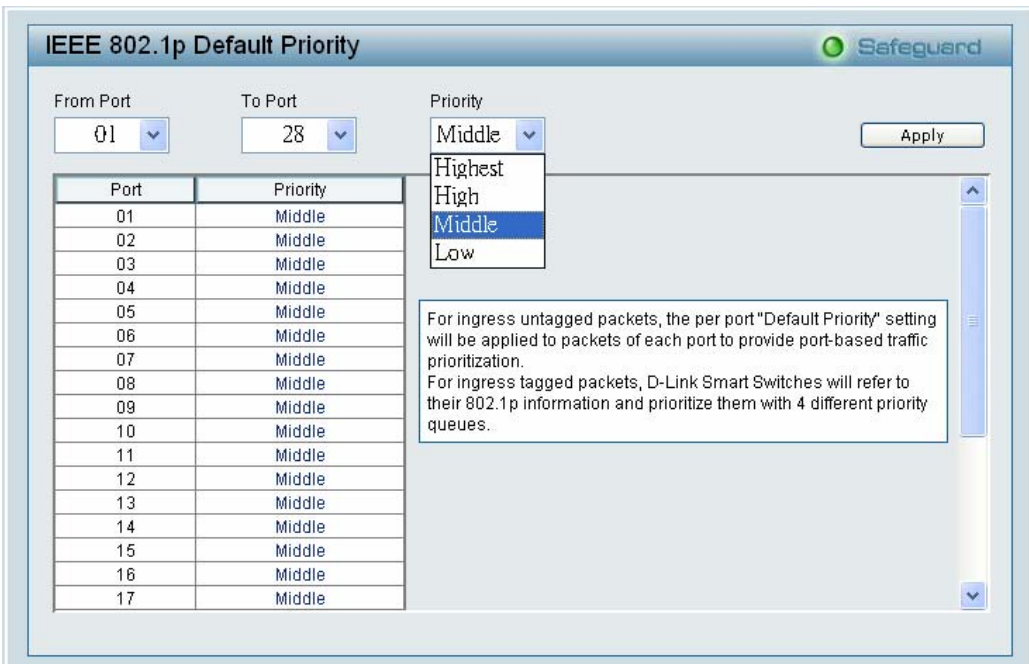 IEEE 802.1p Default Priority
Safeguard
From Port To Port Priority
01 28 Middle Apply
Highest
High
Middle
Low
Port Priority
01 Middle
02 Middle
03 Middle
04 Middle
05 Middle
06 Middle
07 Middle
08 Middle
09 Middle
10 Middle
11 Middle
12 Middle
13 Middle
14 Middle
15 Middle
16 Middle
17 Middle
For ingress untagged packets, the per port "Default Priority" setting
will be applied to packets of each port to provide port-based traffic
prioritization.
For ingress tagged packets, D-Link Smart Switches will refer to
their 802.1p information and prioritize them with 4 different priority
queues.